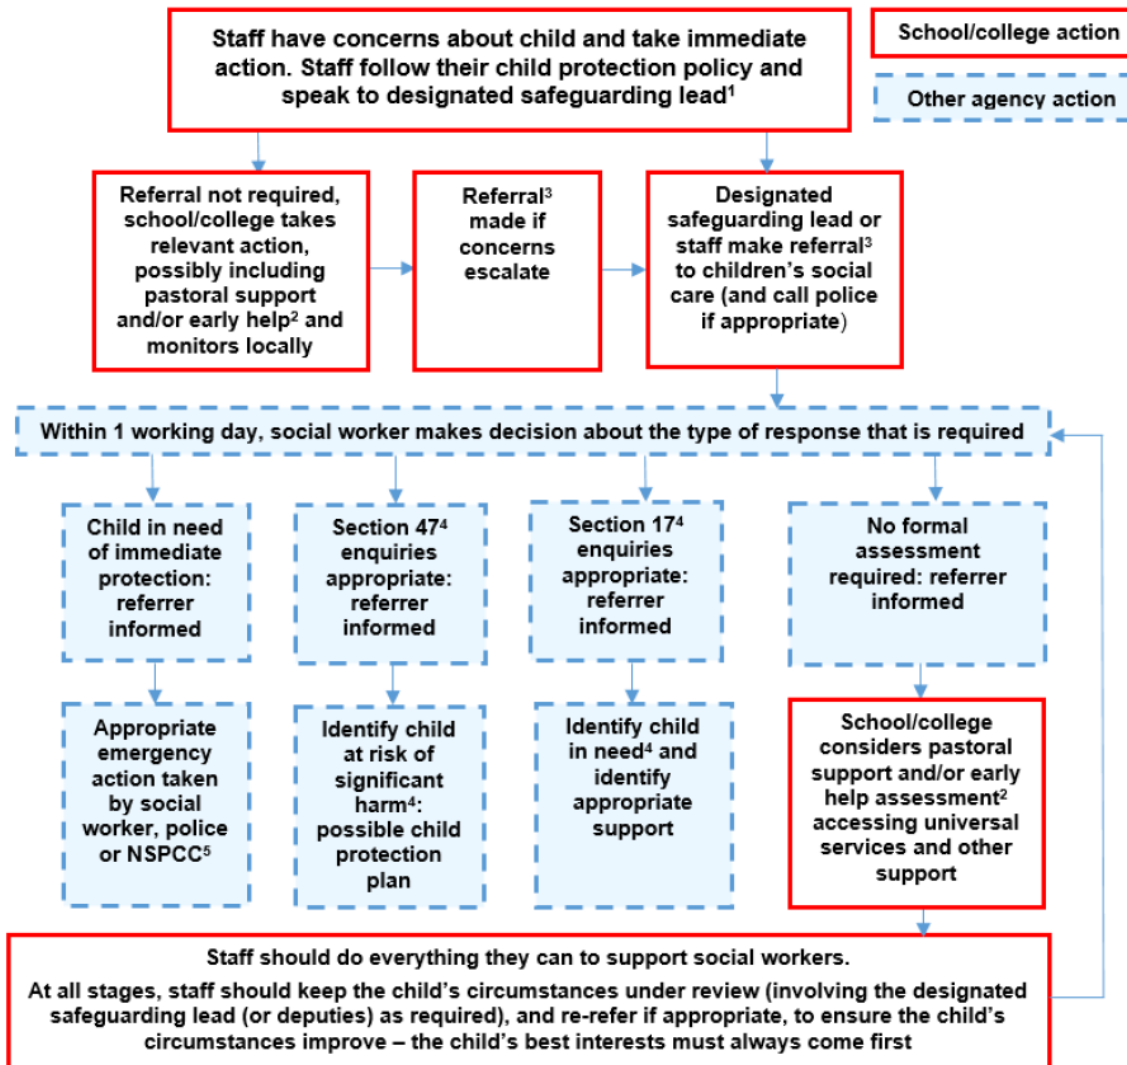 Staff have concerns about child and take immediate
action. Staff follow their child protection policy and
speak to designated safeguarding lead¹
School/college action
Other agency action
Referral not required,
school/college takes
relevant action,
possibly including
pastoral support
and/or early help² and
monitors locally
Referral³
made if
concerns
escalate
Designated
safeguarding lead or
staff make referral³
to children’s social
care (and call police
if appropriate)
Within 1 working day, social worker makes decision about the type of response that is required
Child in need
of immediate
protection:
referrer
informed
Section 47⁴
enquiries
appropriate:
referrer
informed
Section 17⁴
enquiries
appropriate:
referrer
informed
No formal
assessment
required: referrer
informed
Appropriate
emergency
action taken
by social
worker, police
or NSPCC⁵
Identify child
at risk of
significant
harm⁴:
possible child
protection
plan
Identify child
in need⁴ and
identify
appropriate
support
School/college
considers pastoral
support and/or early
help assessment²
accessing universal
services and other
support
Staff should do everything they can to support social workers.
At all stages, staff should keep the child’s circumstances under review (involving the designated
safeguarding lead (or deputies) as required), and re-refer if appropriate, to ensure the child’s
circumstances improve – the child’s best interests must always come first